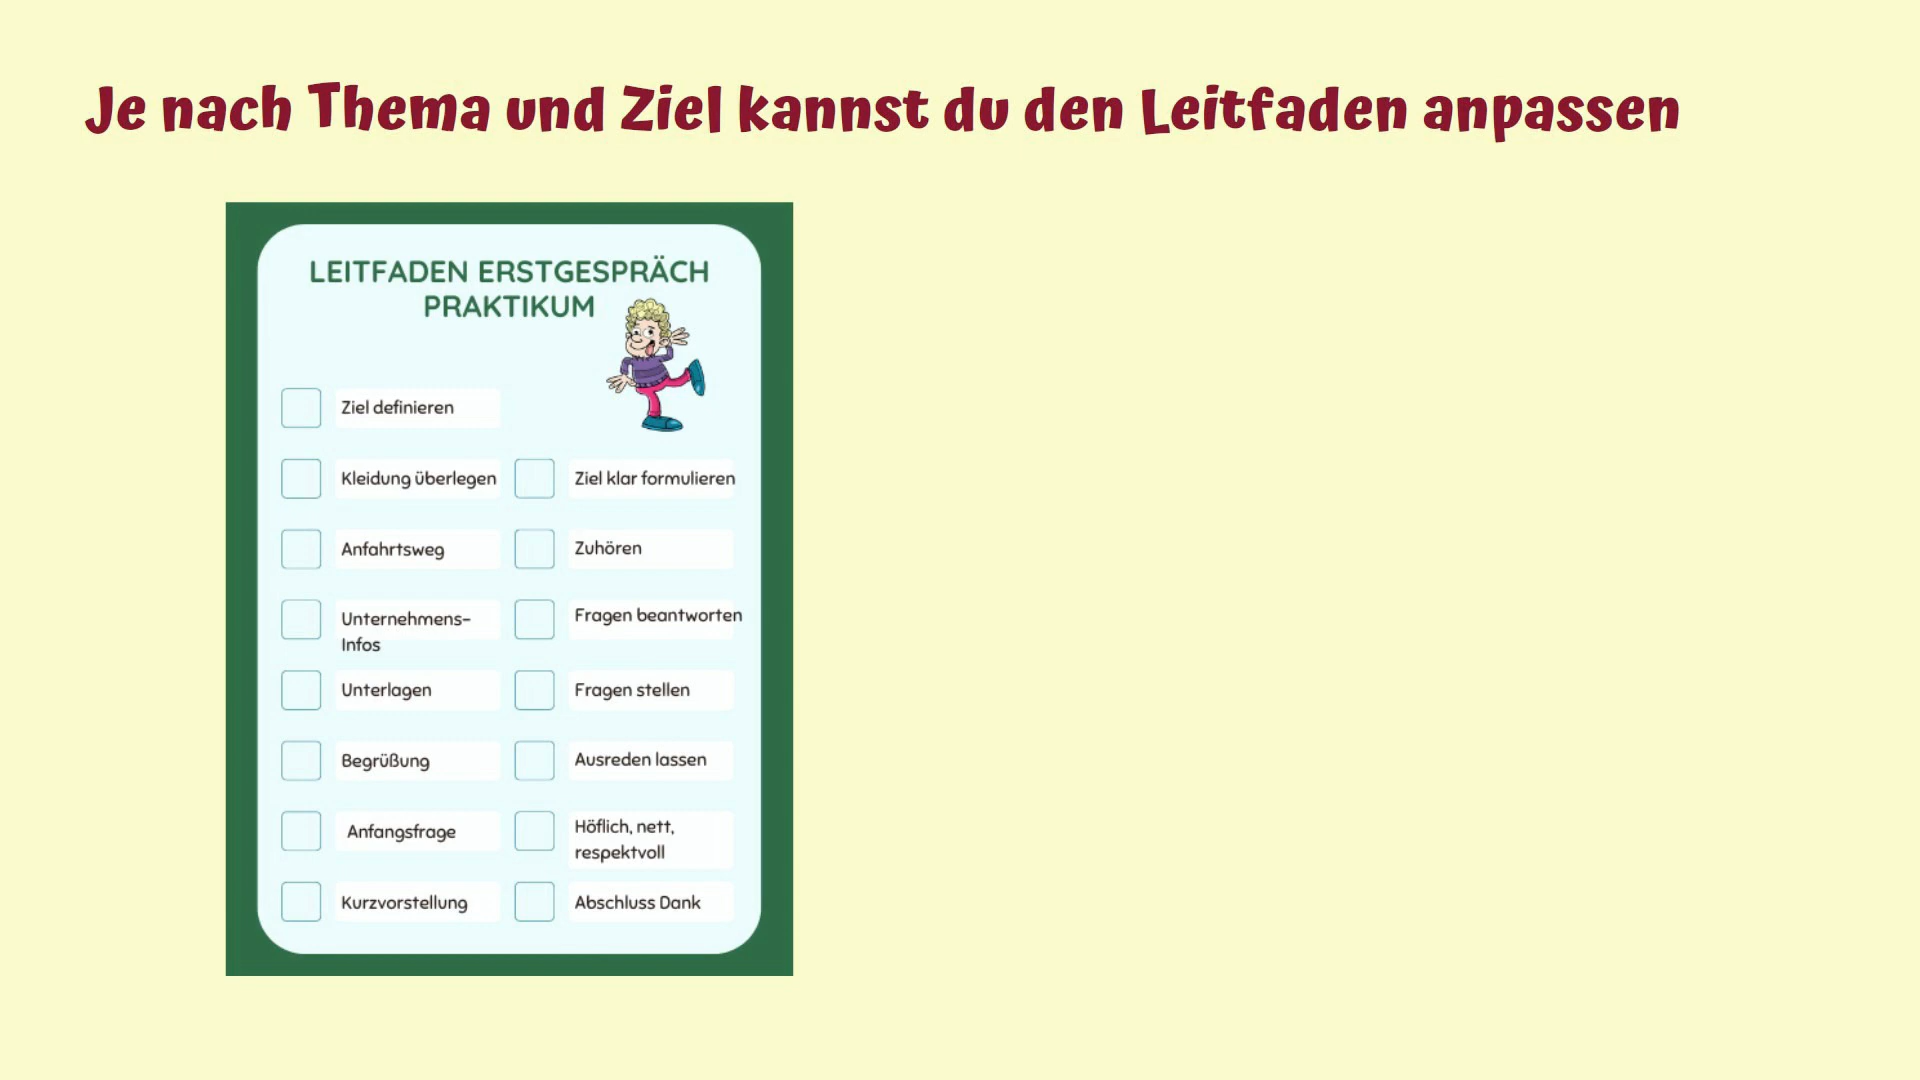 Je nach Thema und Ziel kannst du den Leitfaden anpassen
LEITFADEN ERSTGESPRÄCH
PRAKTIKUM
Ziel definieren
Kleidung überlegen
Anfahrtsweg
Unternehmens-
Infos
Unterlagen
Begrüßung
Anfangsfrage
Kurzvorstellung
Ziel klar formulieren
Zuhören
Fragen beantworten
Fragen stellen
Ausreden lassen
Höflich, nett,
respektvoll
Abschluss Dank